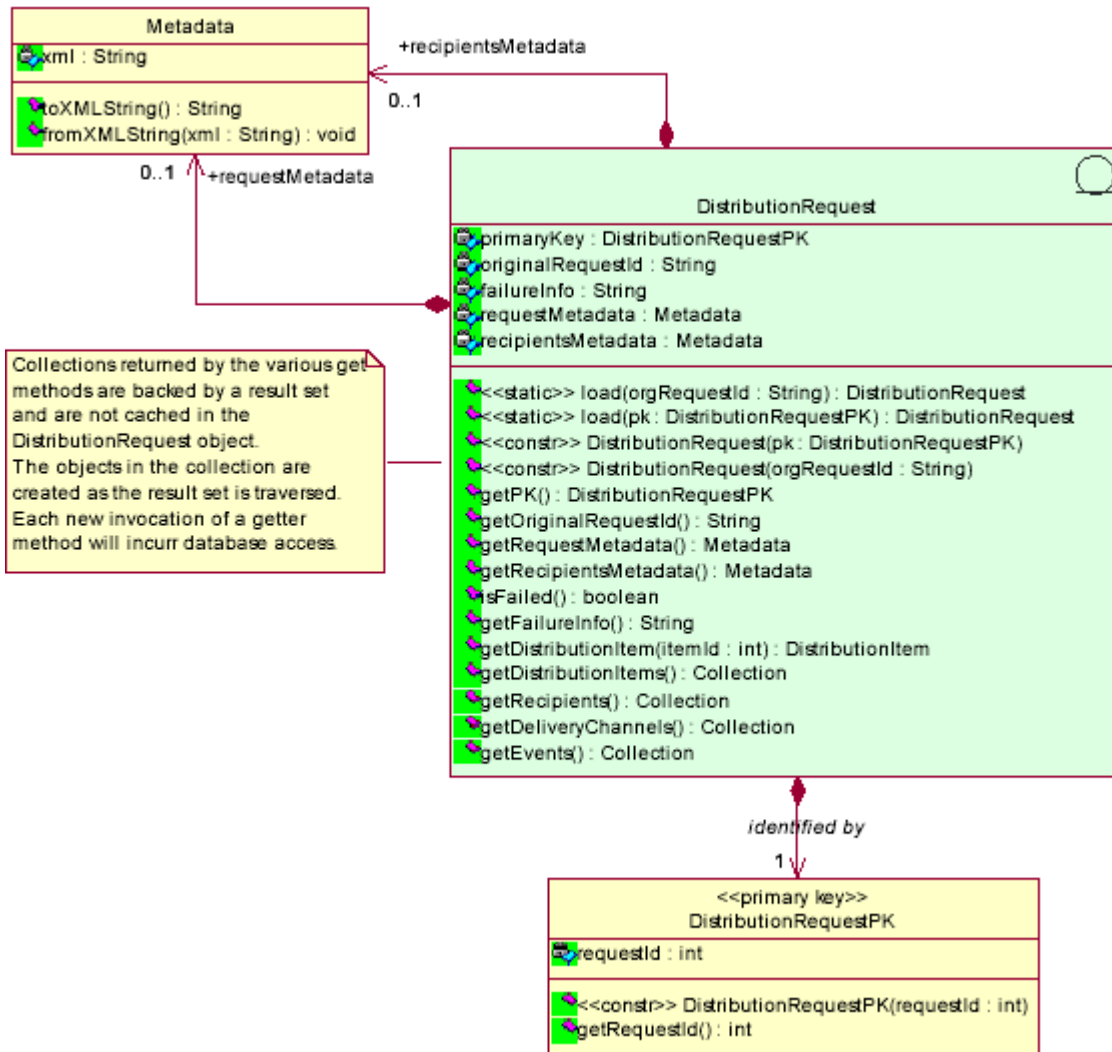 Metadata
xml : String
toXMLString() : String
fromXMLString(xml : String) : void
+recipientsMetadata
0..1
0..1
+requestMetadata
DistributionRequest
primaryKey : DistributionRequestPK
originalRequestId : String
failureInfo : String
requestMetadata : Metadata
recipientsMetadata : Metadata
<<static>> load(orgRequestId : String) : DistributionRequest
<<static>> load(pk : DistributionRequestPK) : DistributionRequest
<<constr>> DistributionRequest(pk : DistributionRequestPK)
<<constr>> DistributionRequest(orgRequestId : String)
getPK() : DistributionRequestPK
getOriginalRequestId() : String
getRequestMetadata() : Metadata
getRecipientsMetadata() : Metadata
isFailed() : boolean
getFailureInfo() : String
getDistributionItem(itemId : int) : DistributionItem
getDistributionItems() : Collection
getRecipients() : Collection
getDeliveryChannels() : Collection
getEvents() : Collection
Collections returned by the various get
methods are backed by a result set
and are not cached in the
DistributionRequest object.
The objects in the collection are
created as the result set is traversed.
Each new invocation of a getter
method will incurr database access.
identified by
1
<<primary key>>
DistributionRequestPK
requestId : int
<<constr>> DistributionRequestPK(requestId : int)
getRequestId() : int